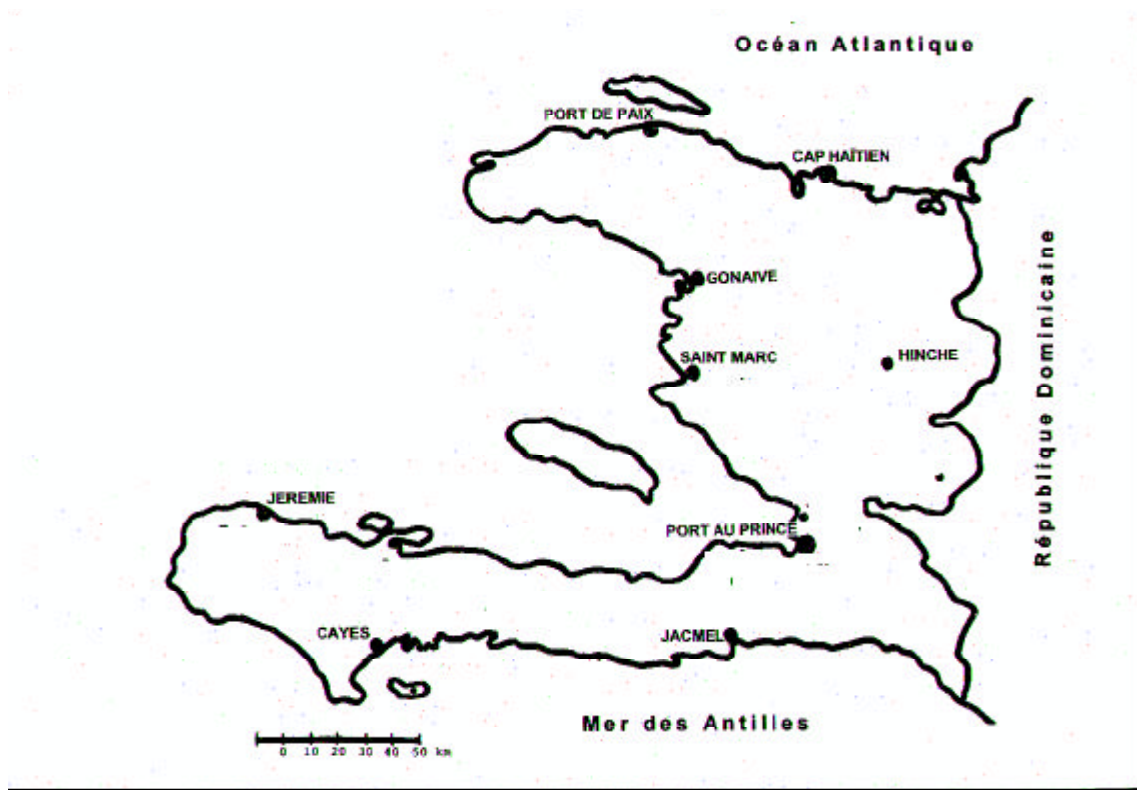 Océan Atlantique
PORT DE PAIX
CAP HAÏTIEN
GONAIVE
République Dominicaine
SAINT MARC
HINCHE
JEREMIE
PORT AU PRINCE
CAYES
JACMEL
Mer des Antilles
0 10 20 30 40 50 km